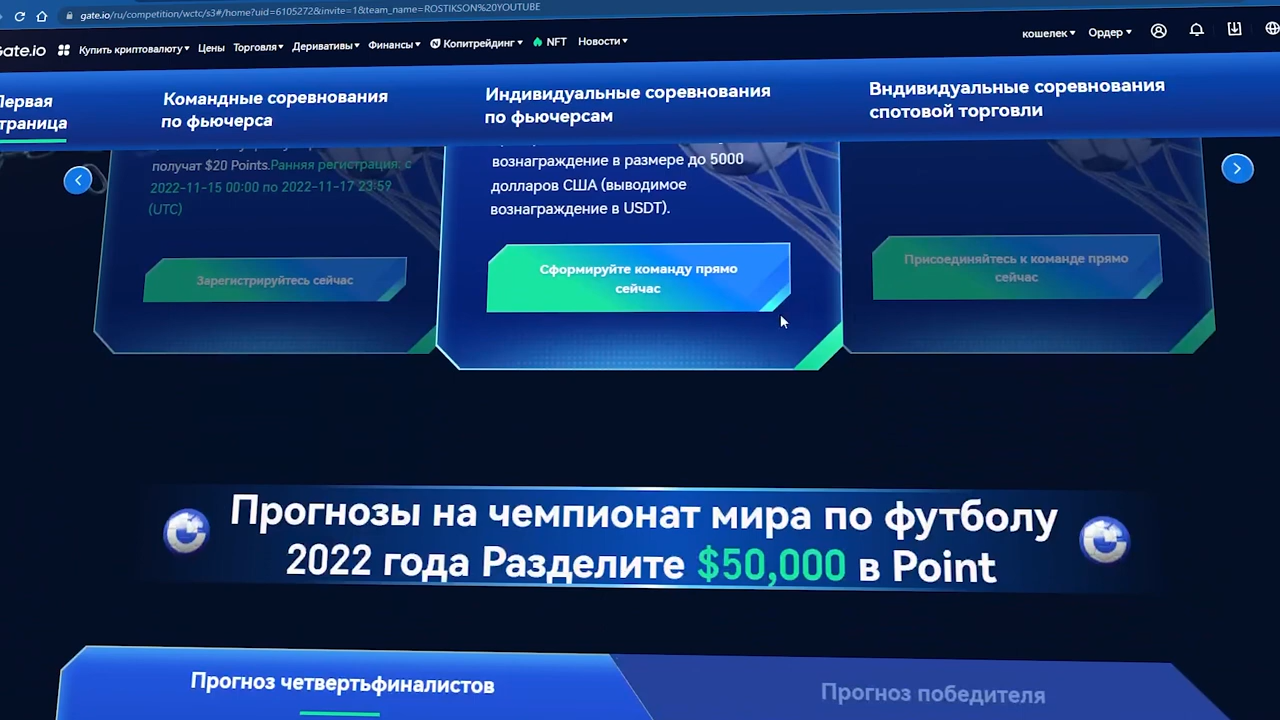 gate.io/ru/competition/wctc/s3#/home?uid=6105272&invite=1&team_name=ROSTIKSON%20YOUTUBE
Gate.io Купить криптовалюту Цены Торговля Деривативы Финансы Копитрейдинг NFT Новости кошелек Ордер
Первая
страница
Командные соревнования
по фьючерса
Индивидуальные соревнования
по фьючерсам
Вндивидуальные соревнования
спотовой торговли
получат $20 Points.Ранняя регистрация: с
2022-11-15 00:00 по 2022-11-17 23:59
(UTC)
Зарегистрируйтесь сейчас
вознаграждение в размере до 5000
долларов США (выводимое
вознаграждение в USDT).
Сформируйте команду прямо
сейчас
Присоединяйтесь к команде прямо
сейчас
Прогнозы на чемпионат мира по футболу
2022 года Разделите $50,000 в Point
Прогноз четвертьфиналистов
Прогноз победителя